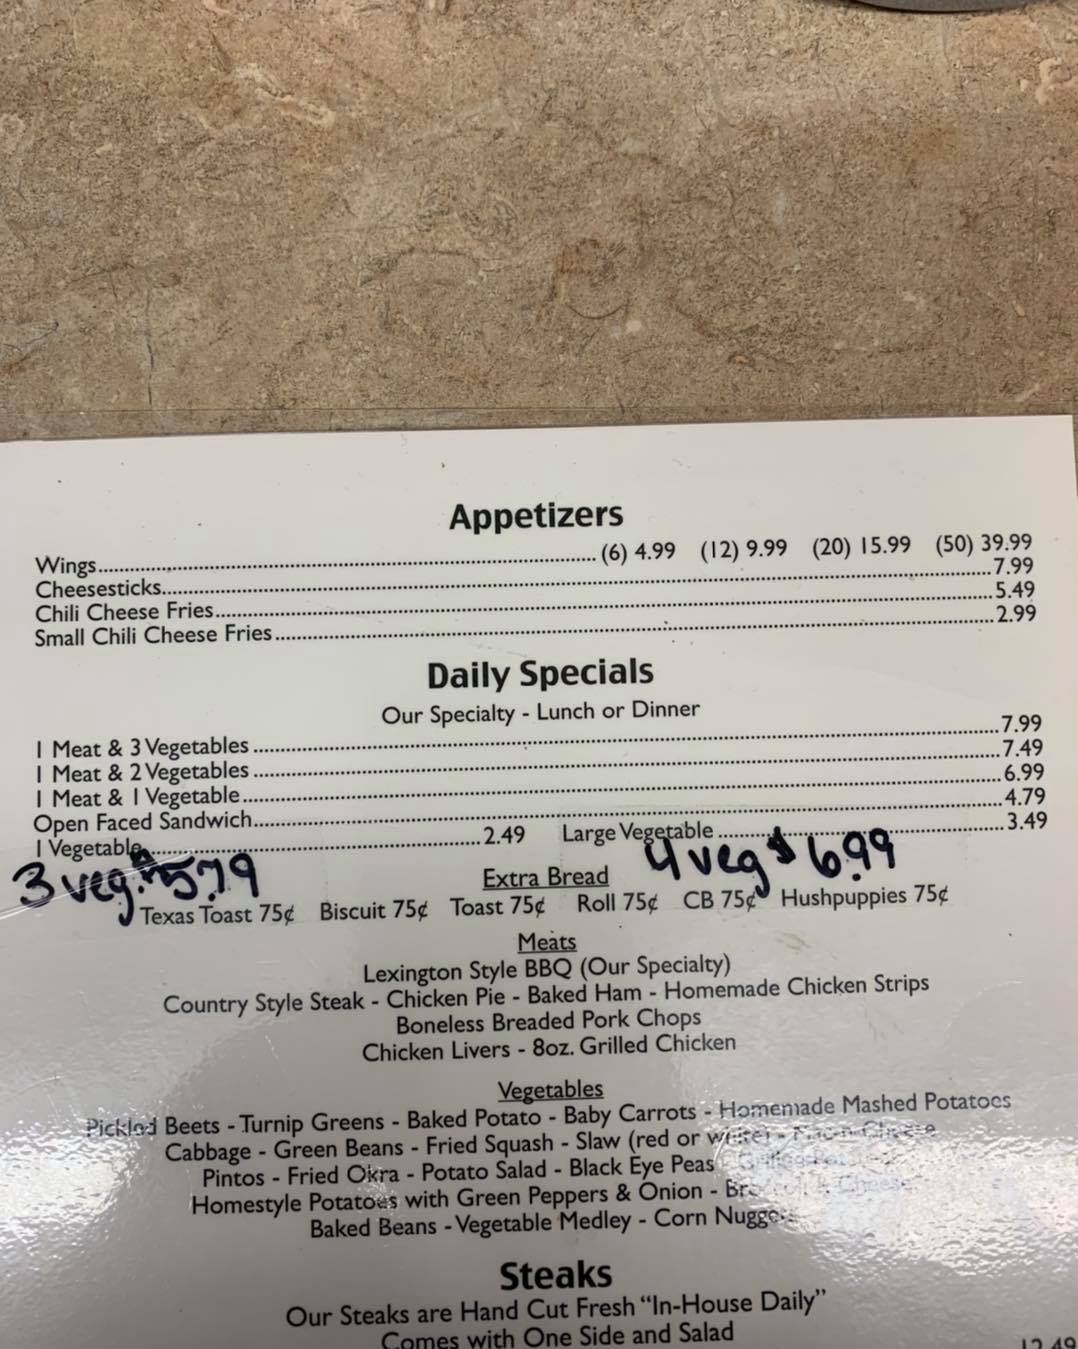 Appetizers
Wings........ (6) 4.99 (12) 9.99 (20) 15.99 (50) 39.99
Cheesesticks........ 7.99
Chili Cheese Fries........ 5.49
Small Chili Cheese Fries........ 2.99
Daily Specials
Our Specialty - Lunch or Dinner
1 Meat & 3 Vegetables........ 7.99
1 Meat & 2 Vegetables........ 7.49
1 Meat & 1 Vegetable........ 6.99
Open Faced Sandwich........ 4.79
1 Vegetable........ 2.49 Large Vegetable........ 3.49
3 veg. $5.79 4 veg $6.99
Extra Bread
Texas Toast 75¢ Biscuit 75¢ Toast 75¢ Roll 75¢ CB 75¢ Hushpuppies 75¢
Meats
Lexington Style BBQ (Our Specialty)
Country Style Steak - Chicken Pie - Baked Ham - Homemade Chicken Strips
Boneless Breaded Pork Chops
Chicken Livers - 8oz. Grilled Chicken
Vegetables
Pickled Beets - Turnip Greens - Baked Potato - Baby Carrots - Homemade Mashed Potatoes
Cabbage - Green Beans - Fried Squash - Slaw (red or white) -
Pintos - Fried Okra - Potato Salad - Black Eye Peas
Homestyle Potatoes with Green Peppers & Onion - & Cheese
Baked Beans - Vegetable Medley - Corn Nuggets
Steaks
Our Steaks are Hand Cut Fresh "In-House Daily"
Comes with One Side and Salad
12.49